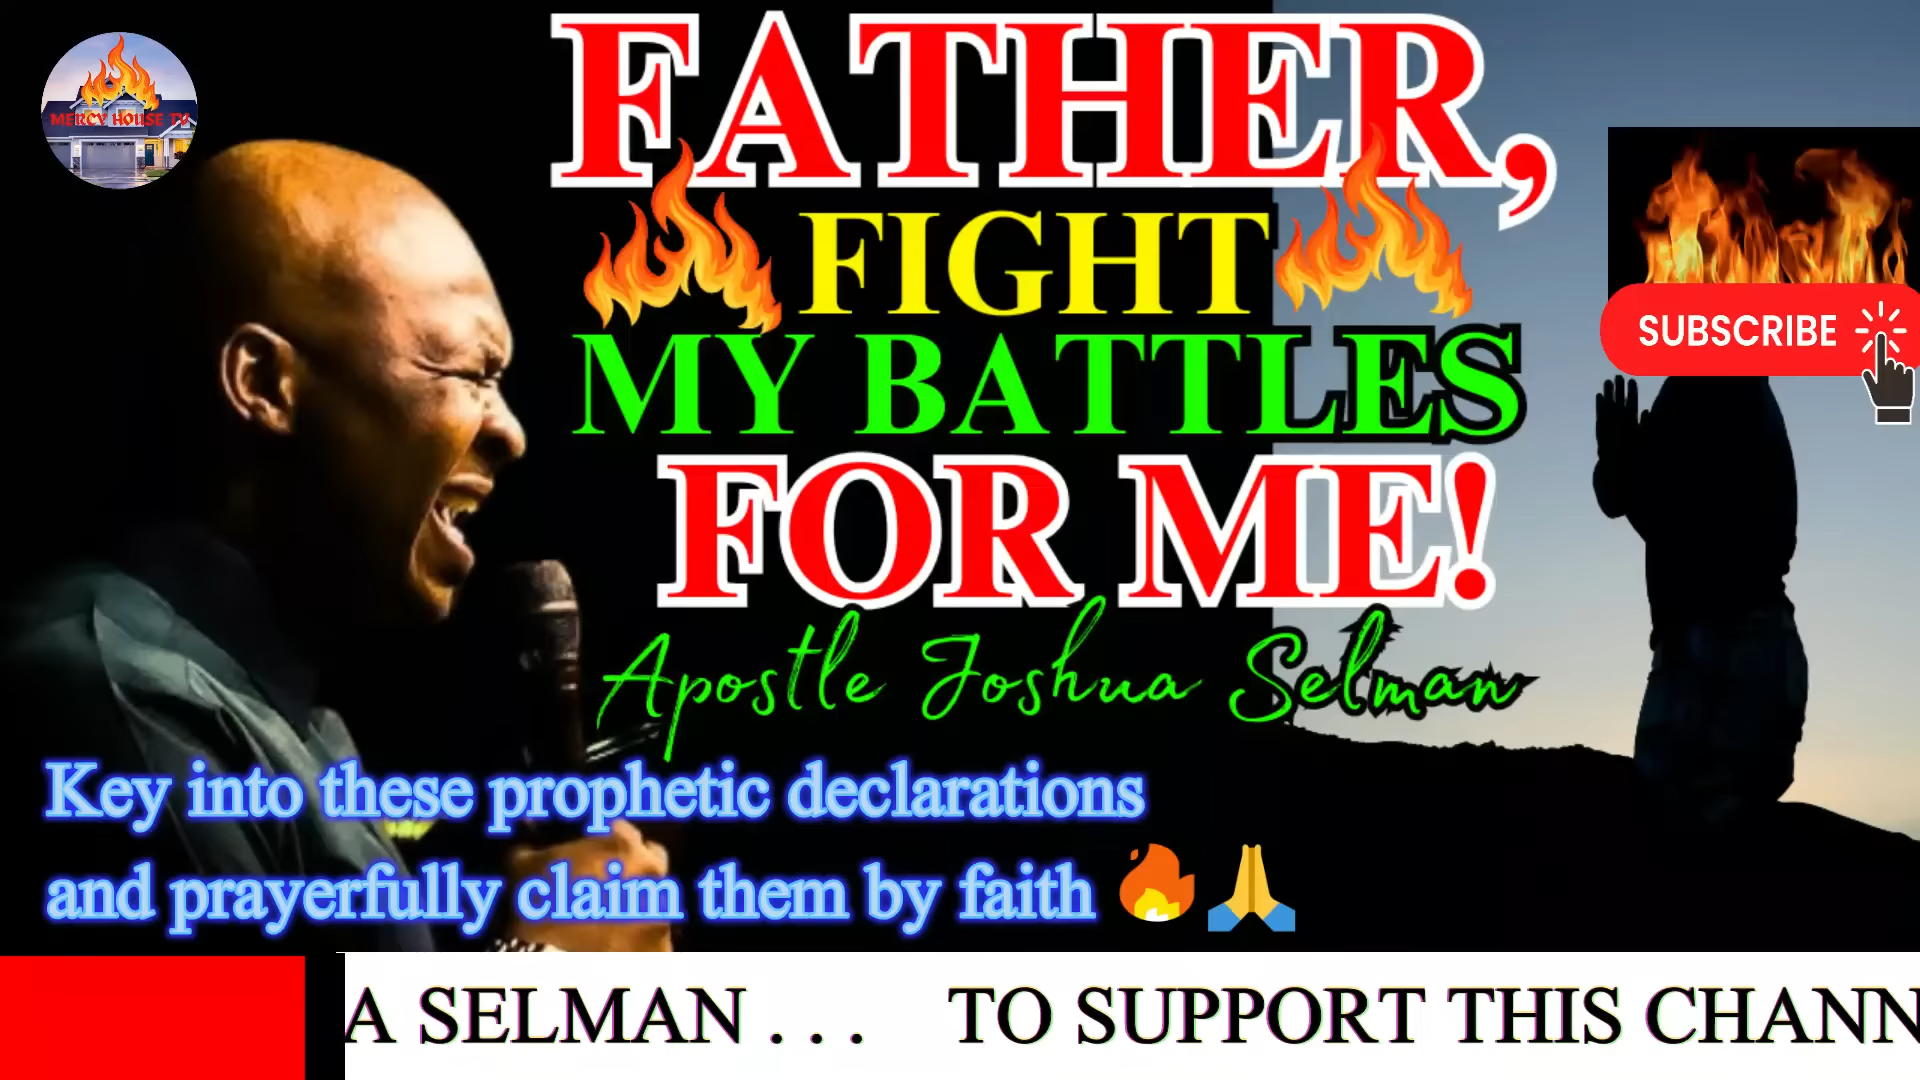 MERCY HOUSE TV
FATHER,
FIGHT
MY BATTLES
FOR ME!
Apostle Joshua Selman
SUBSCRIBE
Key into these prophetic declarations
and prayerfully claim them by faith 🔥🙏
A SELMAN . . . TO SUPPORT THIS CHANN